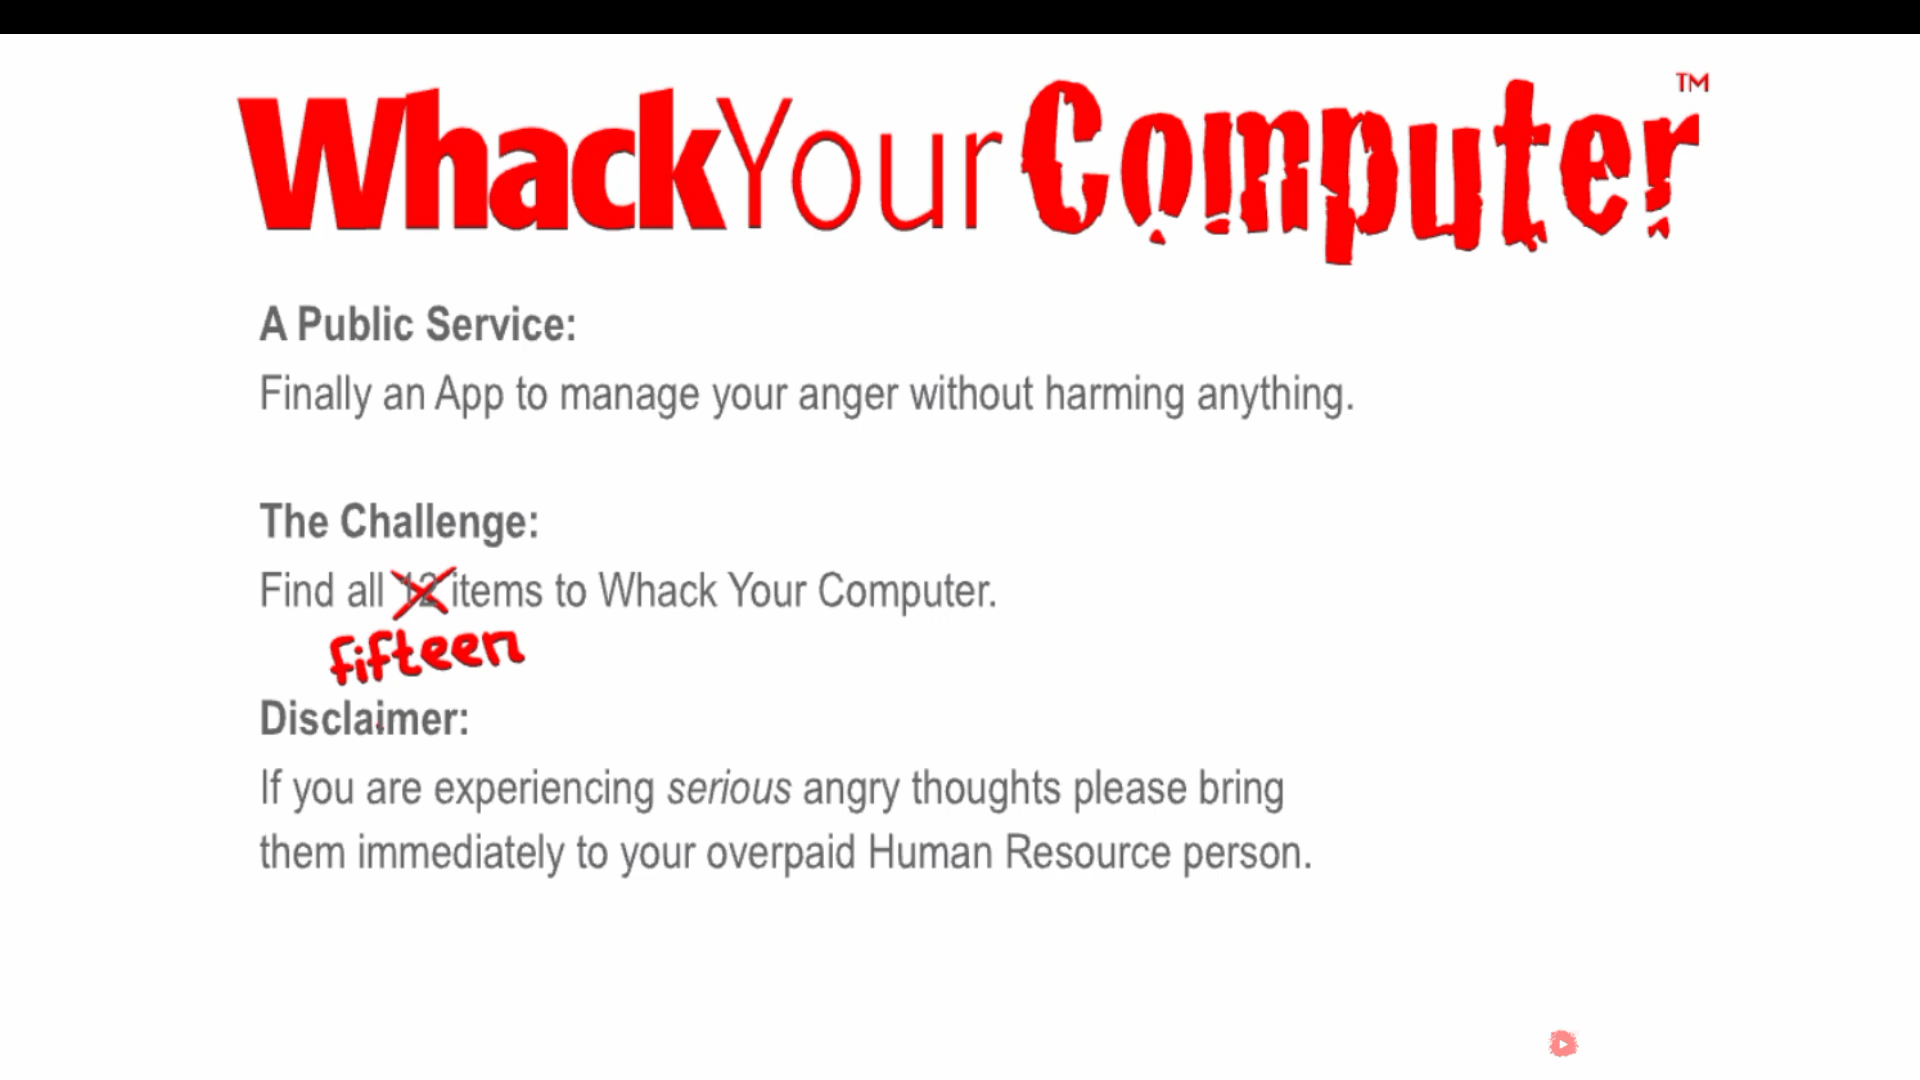 WhackYourComputer™
A Public Service:
Finally an App to manage your anger without harming anything.
The Challenge:
Find all 12 items to Whack Your Computer.
fifteen
Disclaimer:
If you are experiencing serious angry thoughts please bring
them immediately to your overpaid Human Resource person.